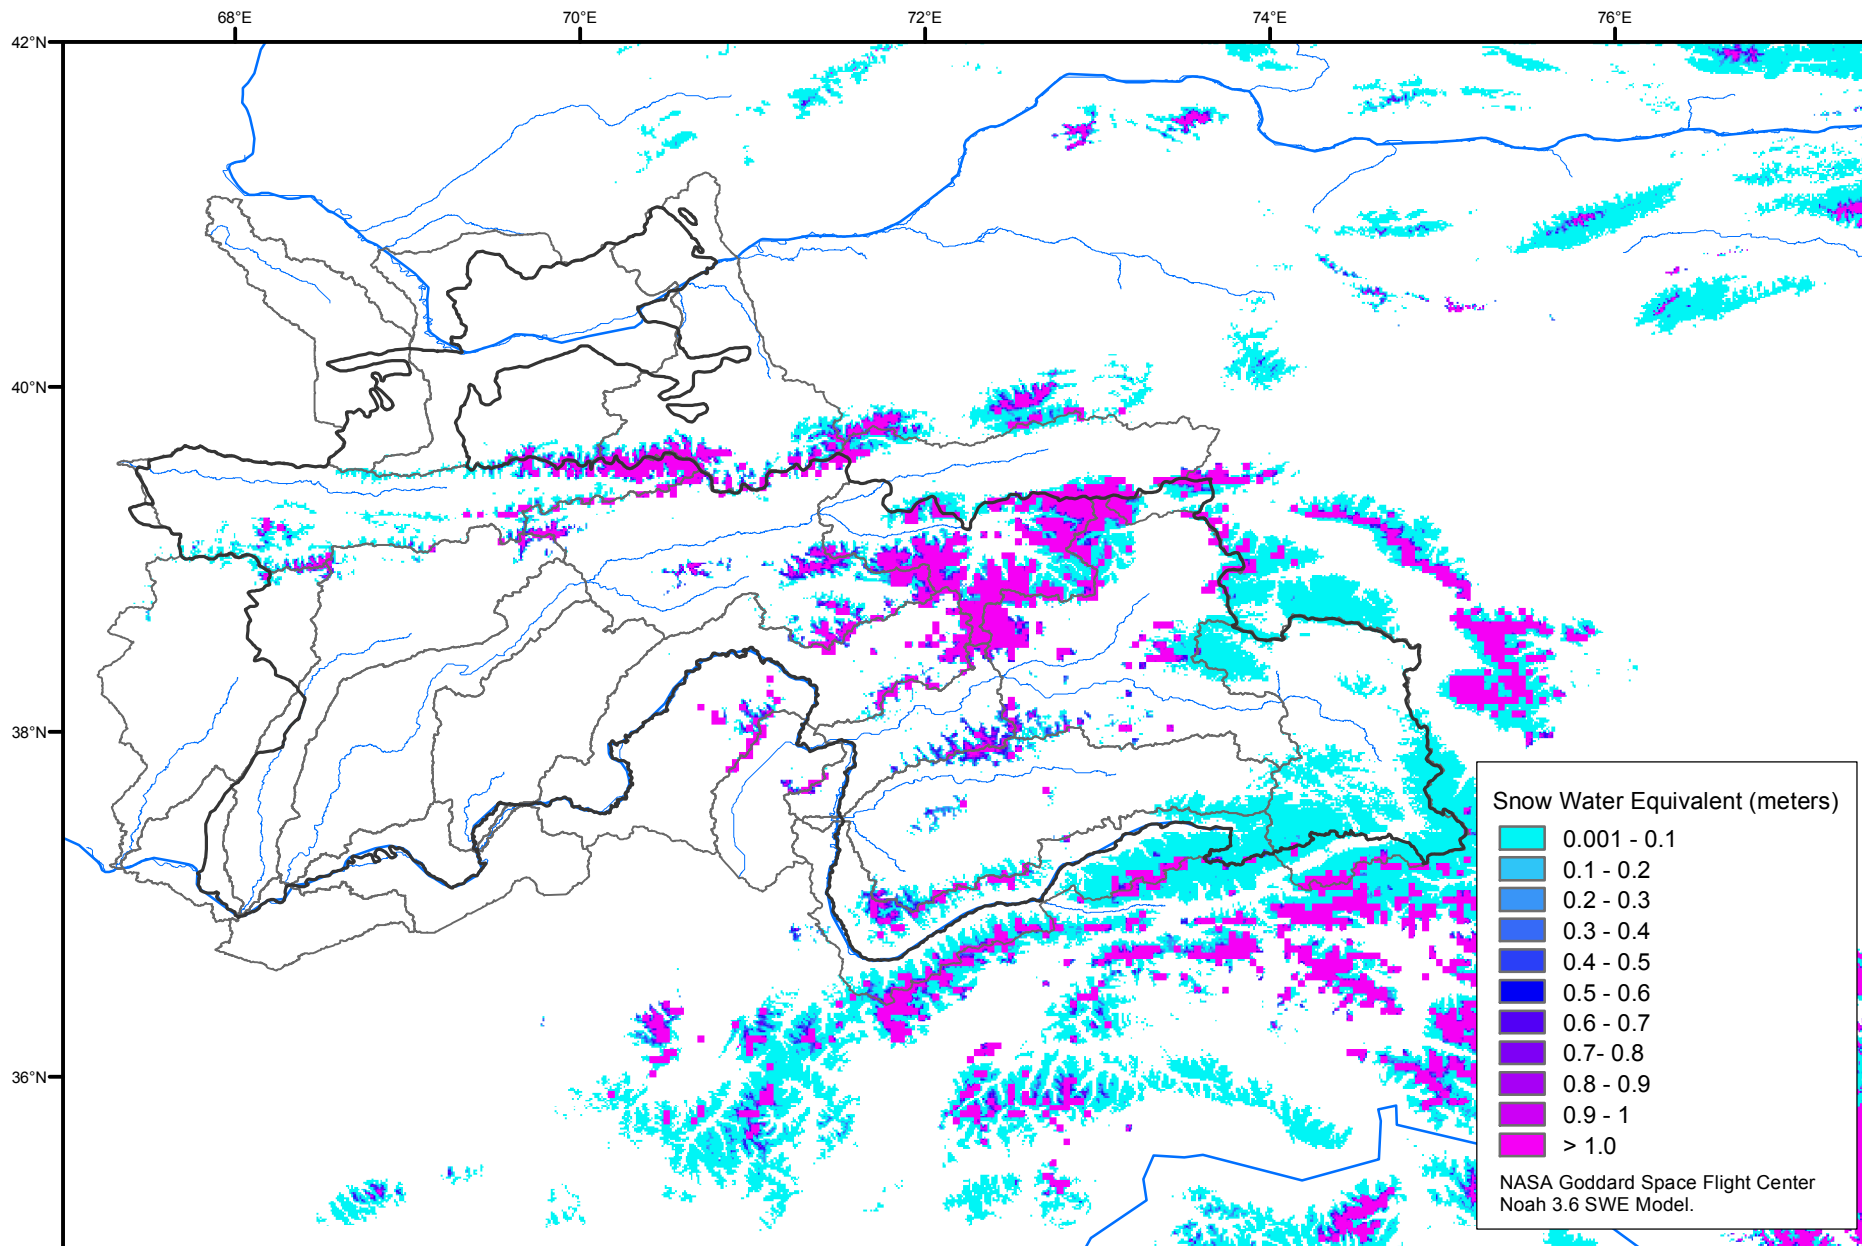 68°E 70°E 72°E 74°E 76°E
42°N
40°N
38°N
36°N
Snow Water Equivalent (meters)
0.001 - 0.1
0.1 - 0.2
0.2 - 0.3
0.3 - 0.4
0.4 - 0.5
0.5 - 0.6
0.6 - 0.7
0.7- 0.8
0.8 - 0.9
0.9 - 1
> 1.0
NASA Goddard Space Flight Center
Noah 3.6 SWE Model.